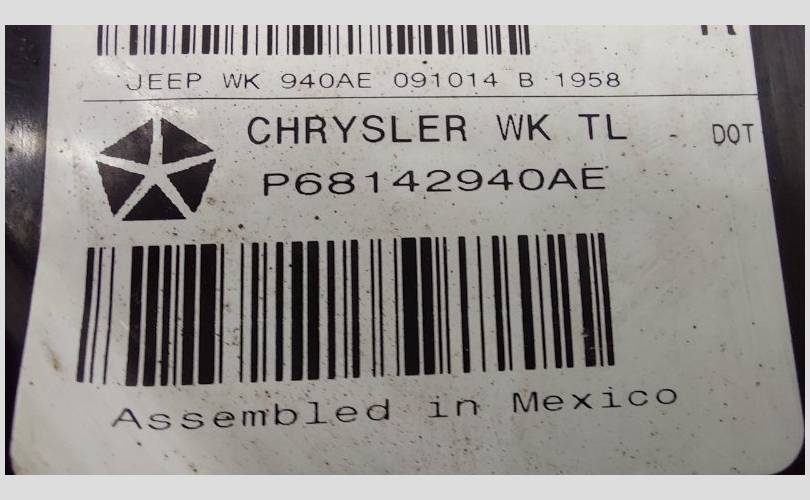 JEEP WK 940AE 091014 B 1958
CHRYSLER WK TL - DOT
P68142940AE
Assembled in Mexico